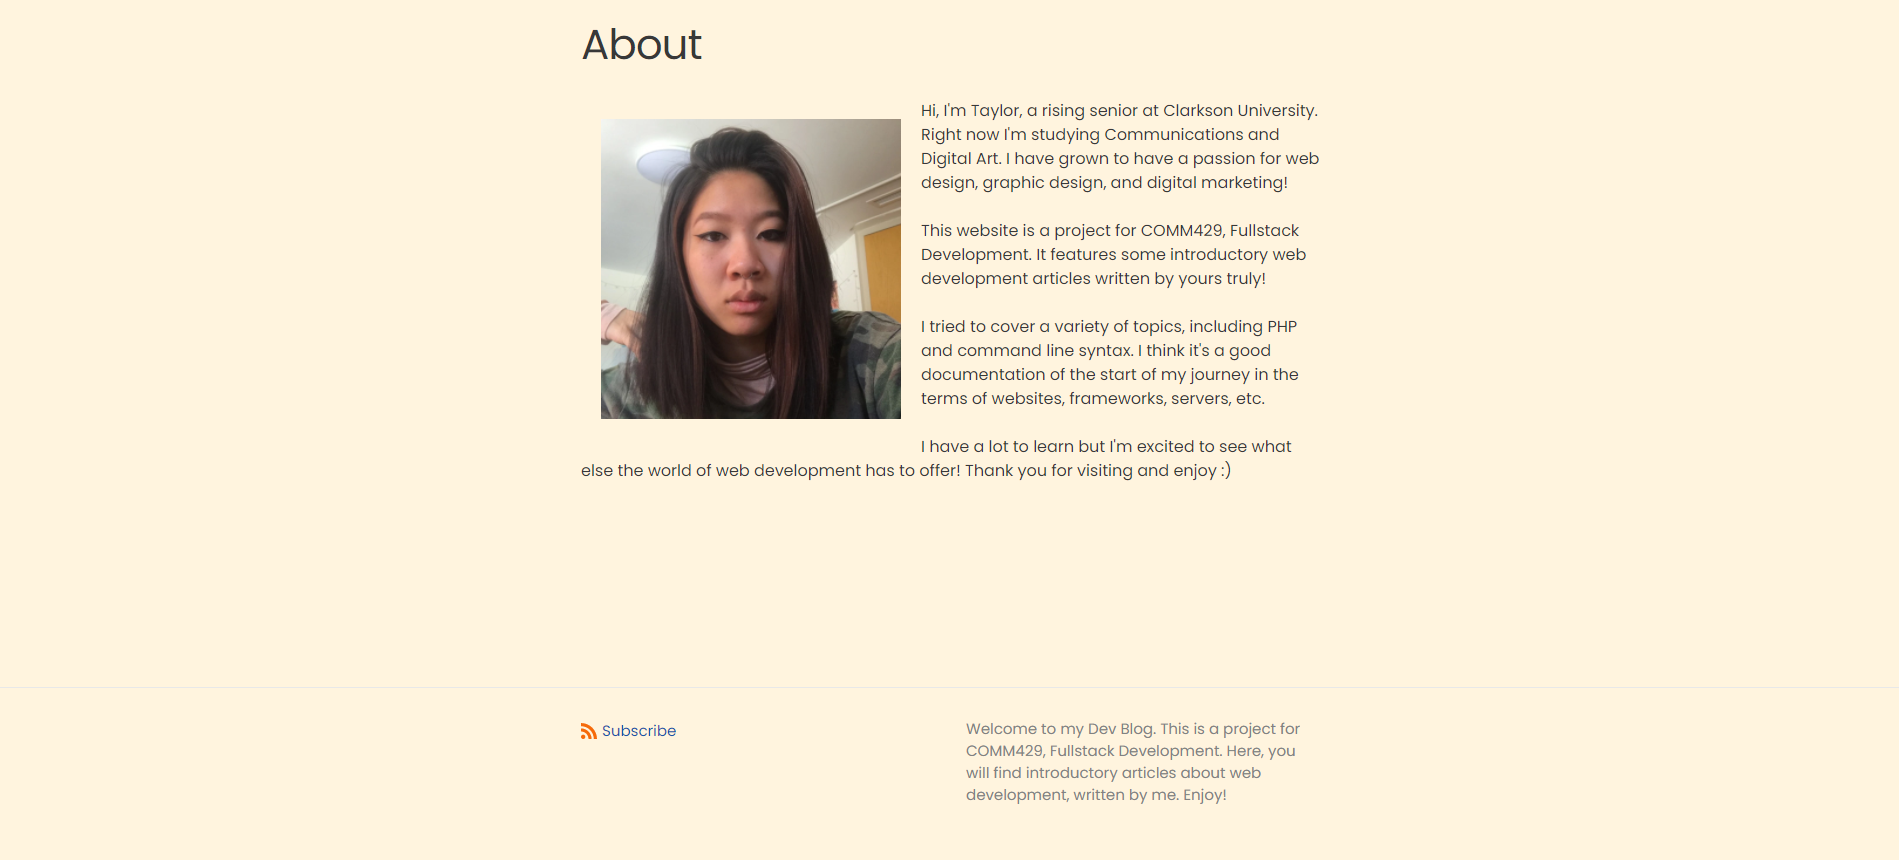 About
Hi, I'm Taylor, a rising senior at Clarkson University.
Right now I'm studying Communications and
Digital Art. I have grown to have a passion for web
design, graphic design, and digital marketing!
This website is a project for COMM429, Fullstack
Development. It features some introductory web
development articles written by yours truly!
I tried to cover a variety of topics, including PHP
and command line syntax. I think it's a good
documentation of the start of my journey in the
terms of websites, frameworks, servers, etc.
I have a lot to learn but I'm excited to see what
else the world of web development has to offer! Thank you for visiting and enjoy :)
Subscribe
Welcome to my Dev Blog. This is a project for
COMM429, Fullstack Development. Here, you
will find introductory articles about web
development, written by me. Enjoy!